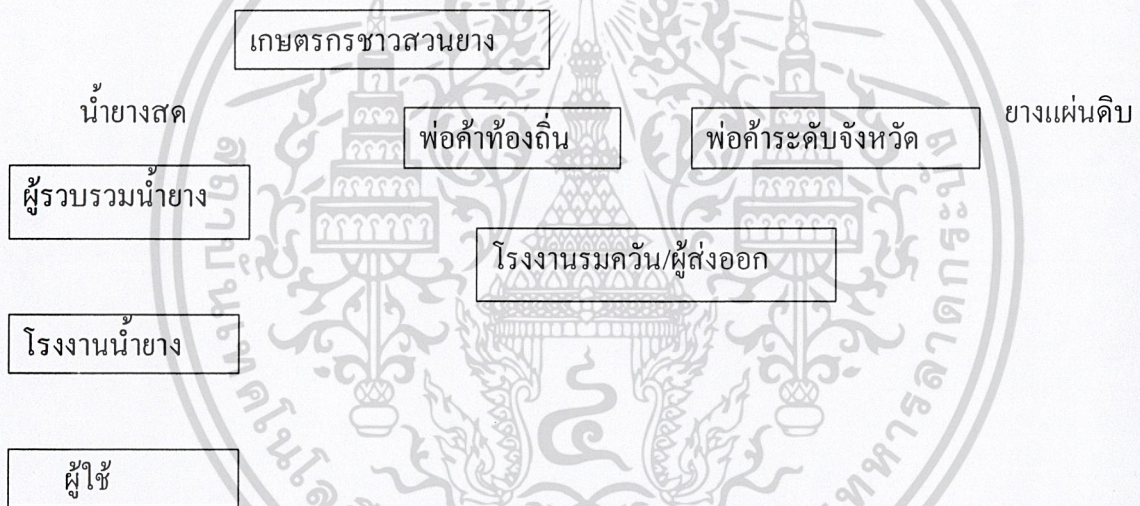 เกษตรกรชาวสวนยาง
น้ำยางสด
พ่อค้าท้องถิ่น
พ่อค้าระดับจังหวัด
ยางแผ่นดิบ
ผู้รวบรวมน้ำยาง
โรงงานรมควัน/ผู้ส่งออก
โรงงานน้ำยาง
ผู้ใช้